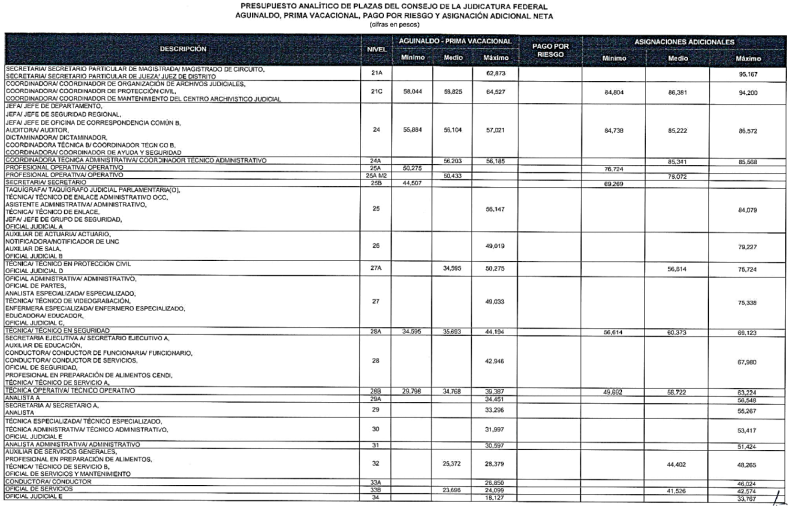 PRESUPUESTO ANALÍTICO DE PLAZAS DEL CONSEJO DE LA JUDICATURA FEDERAL
AGUINALDO, PRIMA VACACIONAL, PAGO POR RIESGO Y ASIGNACIÓN ADICIONAL NETA
(cifras en pesos)
DESCRIPCIÓN NIVEL AGUINALDO - PRIMA VACACIONAL PAGO POR RIESGO ASIGNACIONES ADICIONALES
Mínimo Medio Máximo Mínimo Medio Máximo
SECRETARIA/ SECRETARIO PARTICULAR DE MAGISTRADA/ MAGISTRADO DE CIRCUITO,
SECRETARIA/ SECRETARIO PARTICULAR DE JUEZA/ JUEZ DE DISTRITO
21A 62,873 95,167
COORDINADORA/ COORDINADOR DE ORGANIZACIÓN DE ARCHIVOS JUDICIALES,
COORDINADORA/ COORDINADOR DE PROTECCIÓN CIVIL,
COORDINADORA/ COORDINADOR DE MANTENIMIENTO DEL CENTRO ARCHIVISTICO JUDICIAL
21C 58,044 58,825 64,527 84,804 86,381 94,200
JEFA/ JEFE DE DEPARTAMENTO,
JEFA/ JEFE DE SEGURIDAD REGIONAL,
JEFA/ JEFE DE OFICINA DE CORRESPONDENCIA COMÚN B,
AUDITORA/ AUDITOR,
DICTAMINADORA/ DICTAMINADOR,
COORDINADORA TÉCNICA B/ COORDINADOR TÉCNICO B,
COORDINADORA/ COORDINADOR DE AYUDA Y SEGURIDAD
24 55,884 56,104 57,021 84,738 85,222 86,572
COORDINADORA TÉCNICA ADMINISTRATIVA/ COORDINADOR TÉCNICO ADMINISTRATIVO 24A 56,203 56,185 85,341 85,568
PROFESIONAL OPERATIVA/ OPERATIVO 25A 50,275 76,724
PROFESIONAL OPERATIVA/ OPERATIVO 25A M2 50,433 76,072
SECRETARIA/ SECRETARIO 25B 44,507 69,269
TAQUÍGRAFA/ TAQUÍGRAFO JUDICIAL PARLAMENTARIA(O),
TÉCNICA/ TÉCNICO DE ENLACE ADMINISTRATIVO OCC,
ASISTENTE ADMINISTRATIVA/ ADMINISTRATIVO,
TÉCNICA/ TÉCNICO DE ENLACE,
JEFA/ JEFE DE GRUPO DE SEGURIDAD,
OFICIAL JUDICIAL A
25 55,147 84,079
AUXILIAR DE ACTUARIA/ ACTUARIO,
NOTIFICADORA/NOTIFICADOR DE UNC
AUXILIAR DE SALA,
OFICIAL JUDICIAL B
26 49,619 79,227
TÉCNICA/ TÉCNICO EN PROTECCIÓN CIVIL
OFICIAL JUDICIAL D
27A 34,595 50,275 56,614 76,724
OFICIAL ADMINISTRATIVA/ ADMINISTRATIVO,
OFICIAL DE PARTES,
ANALISTA ESPECIALIZADA/ ESPECIALIZADO,
TÉCNICA/ TÉCNICO DE VIDEOGRABACIÓN,
ENFERMERA ESPECIALIZADA/ ENFERMERO ESPECIALIZADO,
EDUCADORA/ EDUCADOR,
OFICIAL JUDICIAL C,
27 49,033 75,335
TÉCNICA/ TÉCNICO EN SEGURIDAD 28A 34,595 35,693 44,194 56,614 60,373 69,123
SECRETARIA EJECUTIVA A/ SECRETARIO EJECUTIVO A,
AUXILIAR DE EDUCACIÓN,
CONDUCTORA/ CONDUCTOR DE FUNCIONARIA/ FUNCIONARIO,
CONDUCTORA/ CONDUCTOR DE SERVICIOS,
OFICIAL DE SEGURIDAD,
PROFESIONAL EN PREPARACIÓN DE ALIMENTOS CENDI,
TÉCNICA/ TÉCNICO DE SERVICIO A,
28 42,946 67,980
TÉCNICA OPERATIVA/ TÉCNICO OPERATIVO 28B 29,798 34,768 39,387 49,692 58,722 63,224
ANALISTA A 29A 34,451 56,546
SECRETARIA A/ SECRETARIO A,
ANALISTA
29 33,296 55,267
TÉCNICA ESPECIALIZADA/ TÉCNICO ESPECIALIZADO,
TÉCNICA ADMINISTRATIVA/ TÉCNICO ADMINISTRATIVO,
OFICIAL JUDICIAL E
30 31,997 53,417
ANALISTA ADMINISTRATIVA/ ADMINISTRATIVO 31 30,597 51,424
AUXILIAR DE SERVICIOS GENERALES,
PROFESIONAL EN PREPARACIÓN DE ALIMENTOS,
TÉCNICA/ TÉCNICO DE SERVICIO B,
OFICIAL DE SERVICIOS Y MANTENIMIENTO
32 25,372 28,379 44,402 48,265
CONDUCTORA/ CONDUCTOR 33A 26,850 46,024
OFICIAL DE SERVICIOS 33B 23,695 24,099 41,526 42,574
OFICIAL JUDICIAL E 34 18,127 33,767